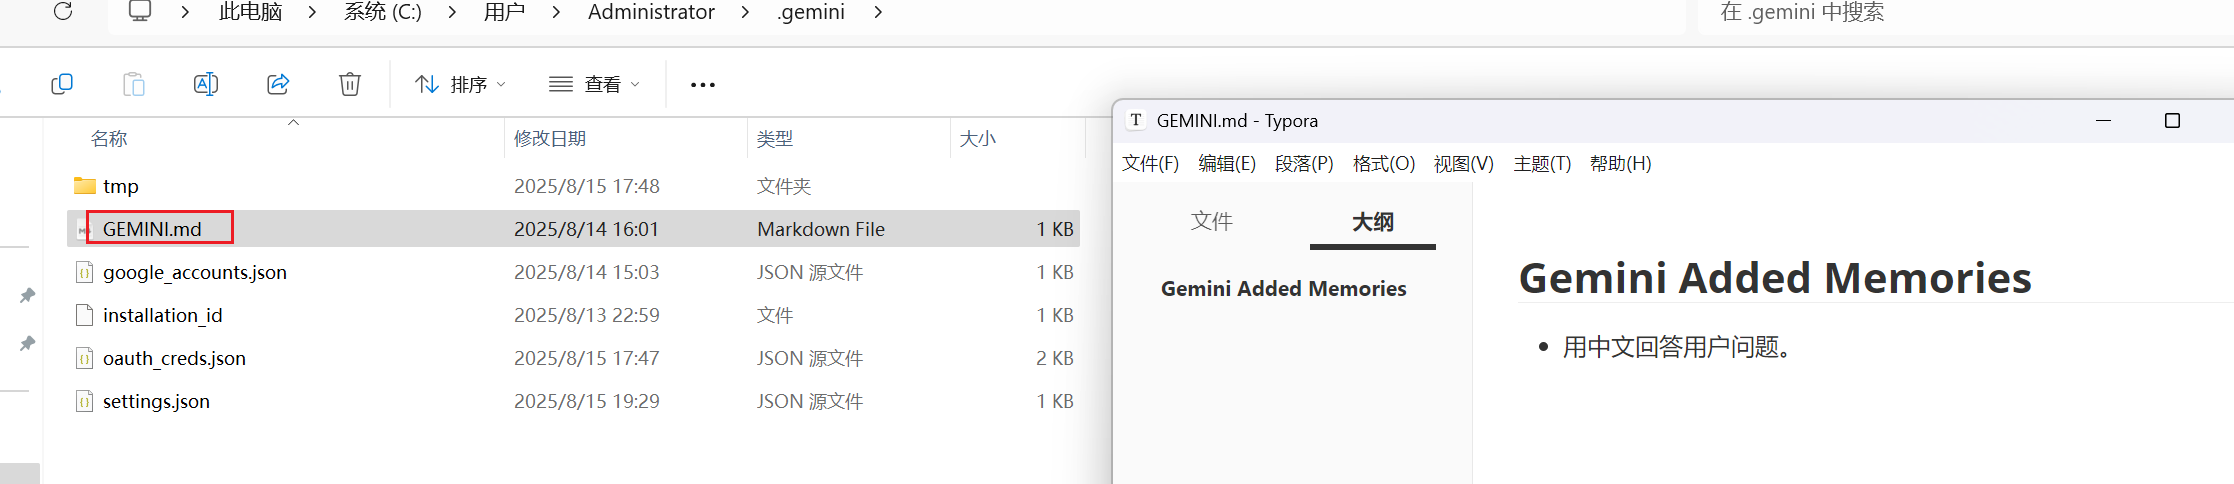 此电脑 > 系统 (C:) > 用户 > Administrator > .gemini >
在 .gemini 中搜索
排序
查看
名称 修改日期 类型 大小
tmp 2025/8/15 17:48 文件夹
GEMINI.md 2025/8/14 16:01 Markdown File 1 KB
google_accounts.json 2025/8/14 15:03 JSON 源文件 1 KB
installation_id 2025/8/13 22:59 文件 1 KB
oauth_creds.json 2025/8/15 17:47 JSON 源文件 2 KB
settings.json 2025/8/15 19:29 JSON 源文件 1 KB
GEMINI.md - Typora
文件(F) 编辑(E) 段落(P) 格式(O) 视图(V) 主题(T) 帮助(H)
文件 大纲
Gemini Added Memories
Gemini Added Memories
用中文回答用户问题。